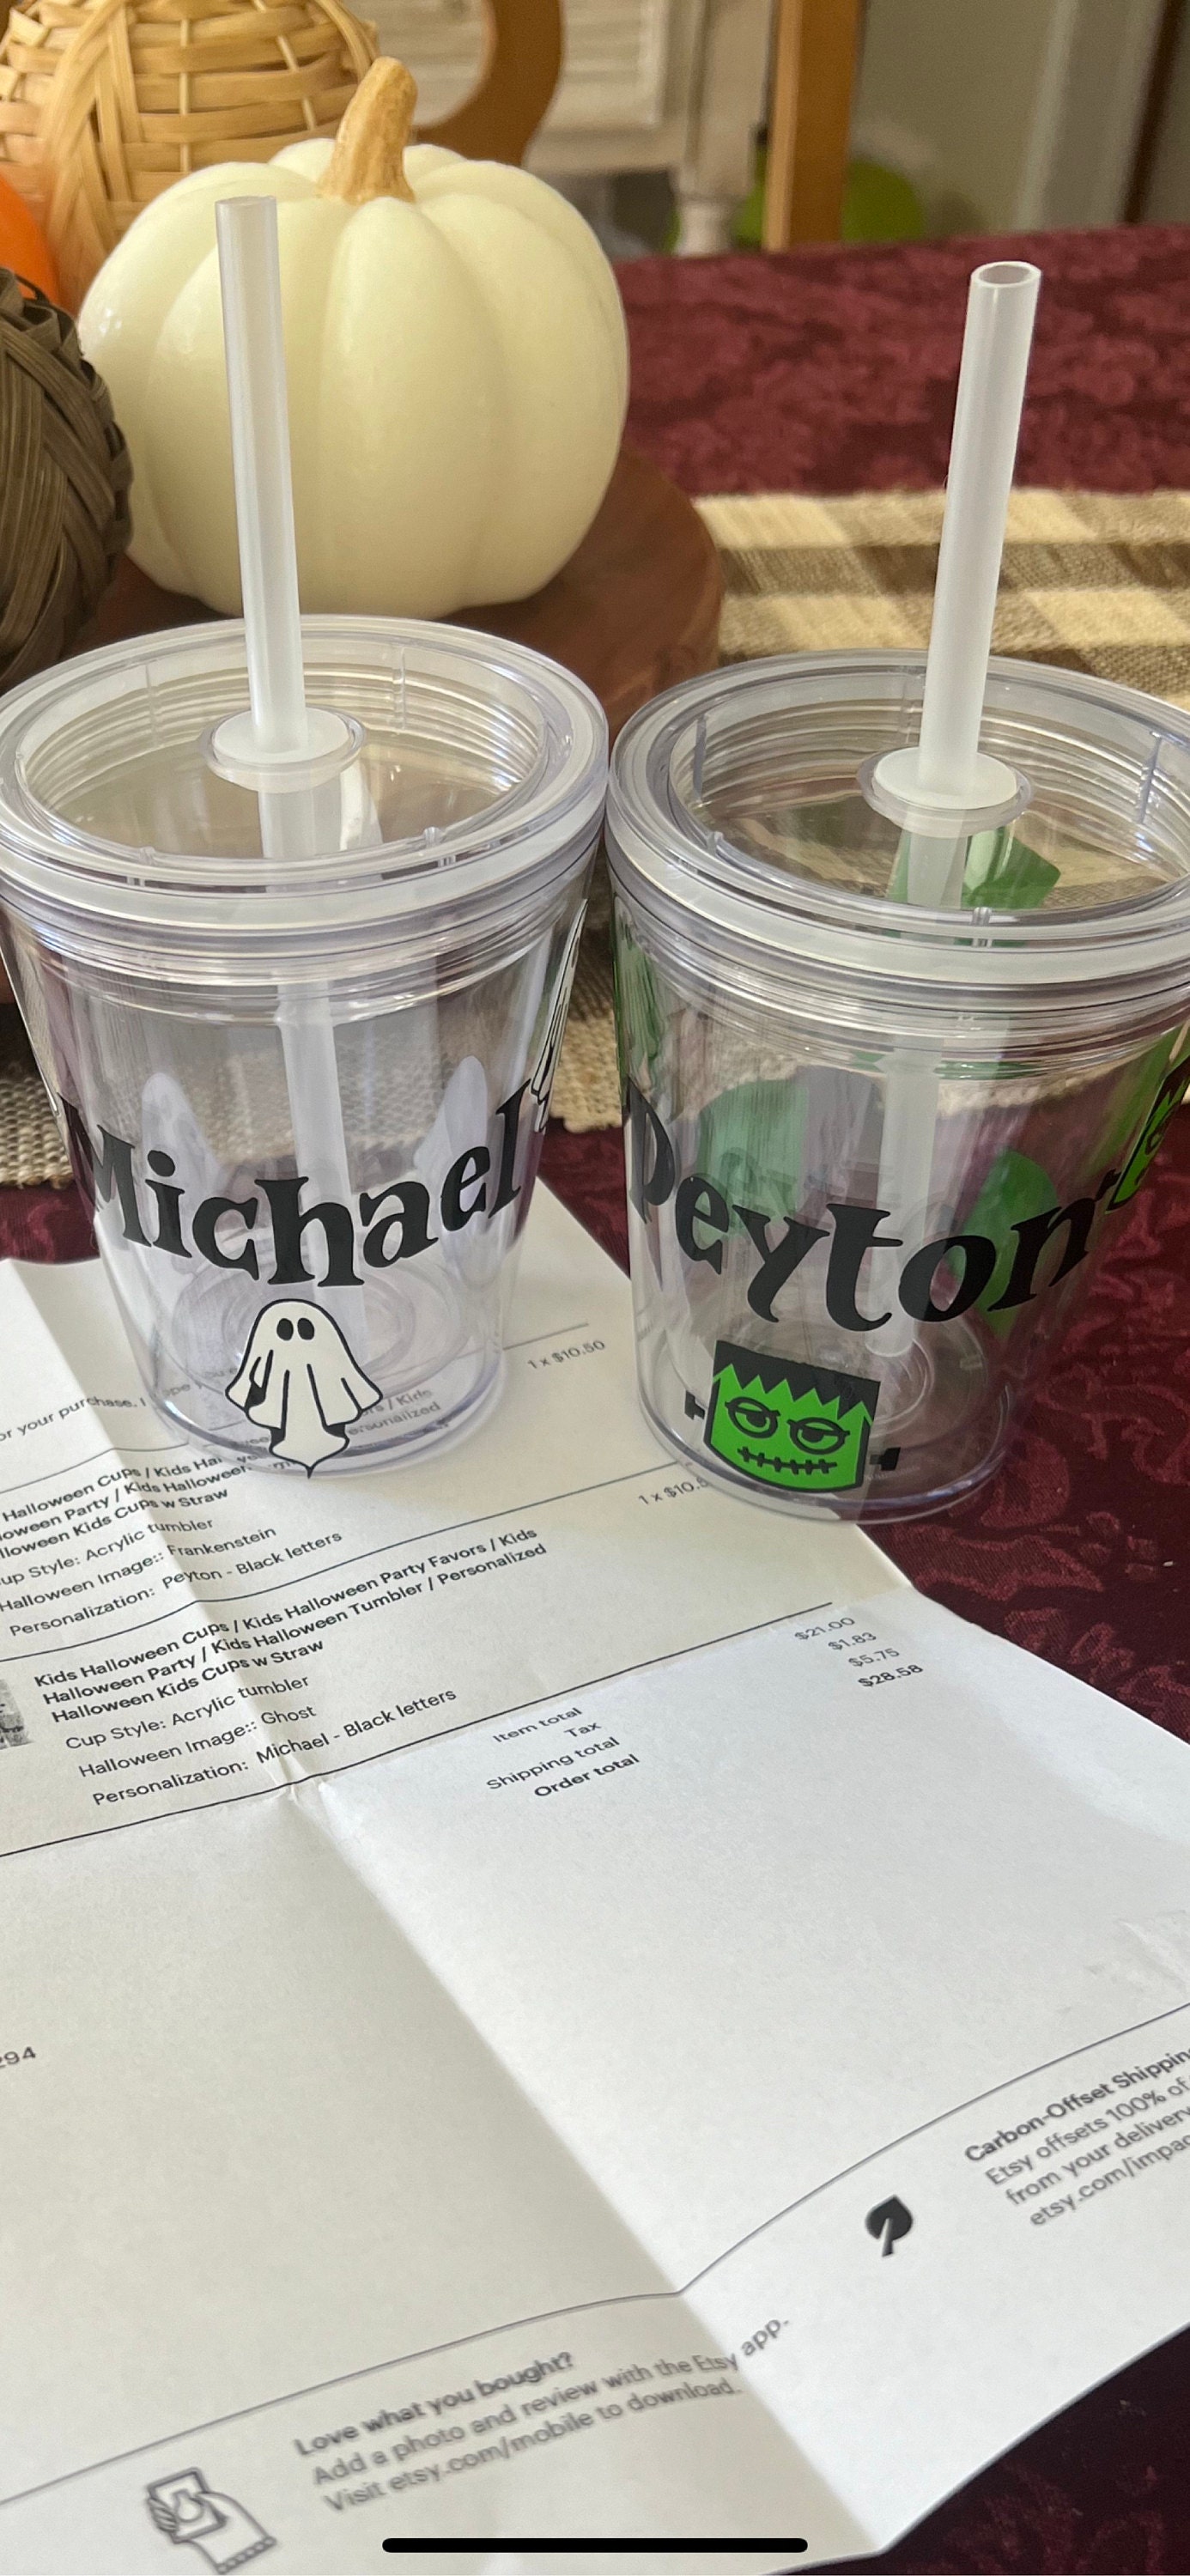 Michael
Peyton
or your purchase. I
1 x $10.50
Halloween Cups / Kids
rs / Kids
oween Party / Kids Halloween
ersonalized
lloween Kids Cups w Straw
up Style: Acrylic tumbler
Halloween Image:: Frankenstein
Personalization: Peyton - Black letters
1 x $10.5
Kids Halloween Cups / Kids Halloween Party Favors / Kids
Halloween Party / Kids Halloween Tumbler / Personalized
Halloween Kids Cups w Straw
Cup Style: Acrylic tumbler
Halloween Image:: Ghost
Personalization: Michael - Black letters
Item total $21.00
Tax $1.83
Shipping total $5.75
Order total $28.58
294
Carbon-Offset Shipping
Etsy offsets 100% of
from your delivery
etsy.com/impac
Love what you bought?
Add a photo and review with the Etsy app.
Visit etsy.com/mobile to download.